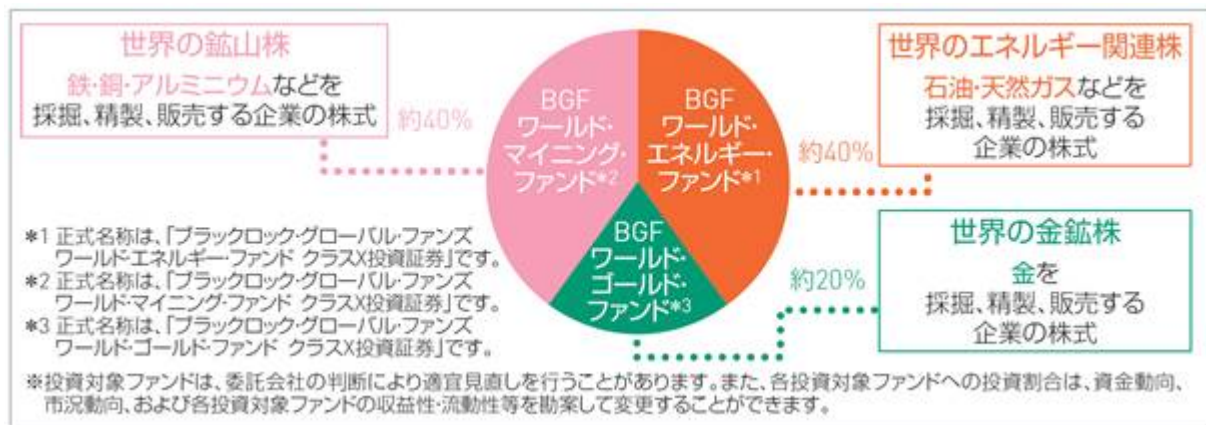 世界の鉱山株
鉄・銅・アルミニウムなどを
採掘、精製、販売する企業の株式
約40%
BGF
ワールド・
マイニング・
ファンド*2
BGF
ワールド・
エネルギー・
ファンド*1
世界のエネルギー関連株
石油・天然ガスなどを
採掘、精製、販売する
企業の株式
約40%
BGF
ワールド・
ゴールド・
ファンド*3
世界の金鉱株
金を
採掘、精製、販売する
企業の株式
約20%
*1 正式名称は、「ブラックロック・グローバル・ファンズ
ワールド・エネルギー・ファンド クラスX投資証券」です。
*2 正式名称は、「ブラックロック・グローバル・ファンズ
ワールド・マイニング・ファンド クラスX投資証券」です。
*3 正式名称は、「ブラックロック・グローバル・ファンズ
ワールド・ゴールド・ファンド クラスX投資証券」です。
※投資対象ファンドは、委託会社の判断により適宜見直しを行うことがあります。また、各投資対象ファンドへの投資割合は、資金動向、
市況動向、および各投資対象ファンドの収益性・流動性等を勘案して変更することができます。